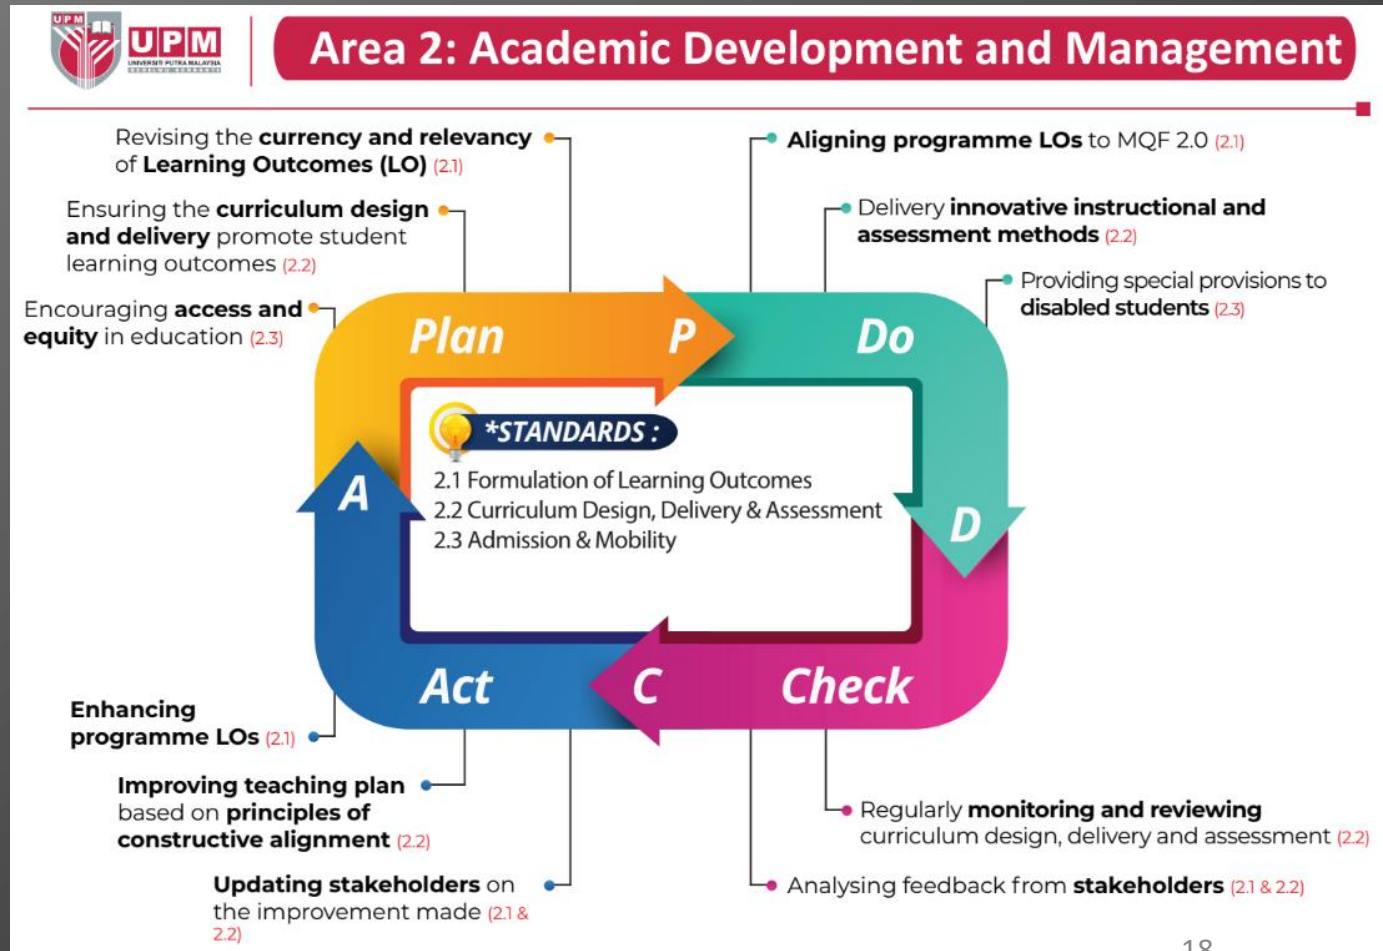 UPM
UPM
UNIVERSITI PUTRA MALAYSIA
Area 2: Academic Development and Management
Revising the currency and relevancy
of Learning Outcomes (LO) (2.1)
Ensuring the curriculum design
and delivery promote student
learning outcomes (2.2)
Encouraging access and
equity in education (2.3)
Aligning programme LOs to MQF 2.0 (2.1)
Delivery innovative instructional and
assessment methods (2.2)
Providing special provisions to
disabled students (2.3)
Plan
P
Do
D
*STANDARDS :
2.1 Formulation of Learning Outcomes
2.2 Curriculum Design, Delivery & Assessment
2.3 Admission & Mobility
A
Act
C
Check
Enhancing
programme LOs (2.1)
Improving teaching plan
based on principles of
constructive alignment (2.2)
Updating stakeholders on
the improvement made (2.1 &
2.2)
Regularly monitoring and reviewing
curriculum design, delivery and assessment (2.2)
Analysing feedback from stakeholders (2.1 & 2.2)
18